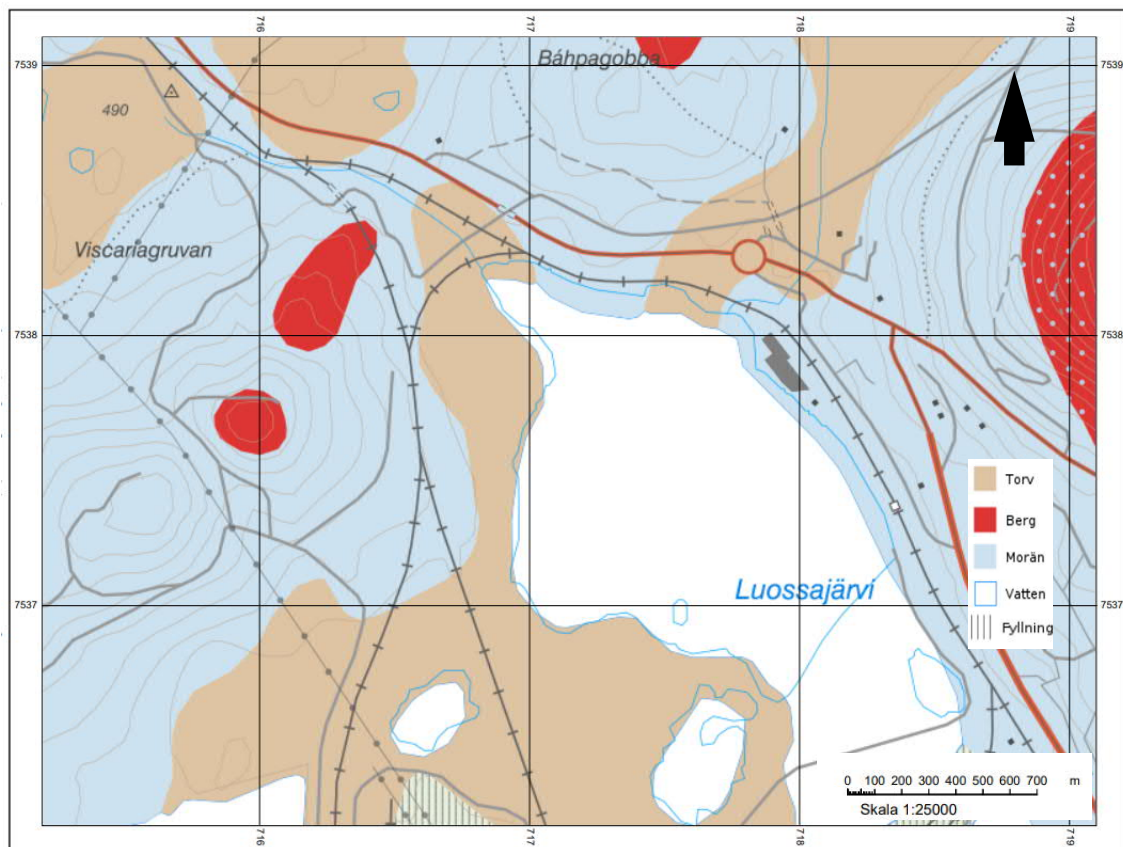 716 717 718 719
7539 Báhpagobba 7539
490
Viscariagruvan
7538 7538
Torv
Berg
Morän
Luossajärvi Vatten
7537 7537
Fyllning
0 100 200 300 400 500 600 700 m
Skala 1:25000
716 717 718 719